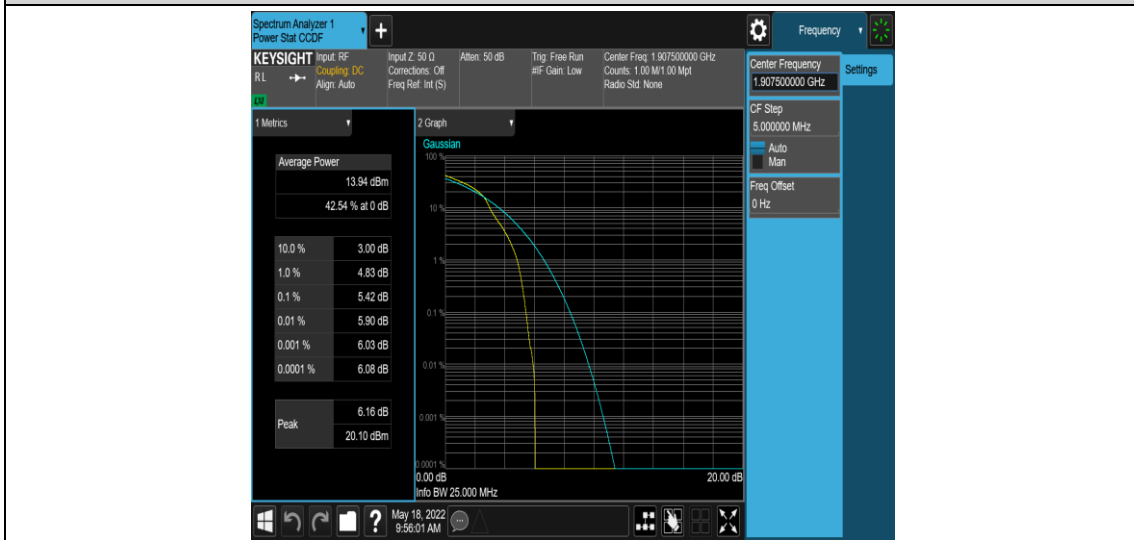 Spectrum Analyzer 1
Power Stat CCDF
+
Frequency
KEYSIGHT
RL
LXI
Input: RF
Coupling: DC
Align: Auto
Input Z: 50 Ω
Corrections: Off
Freq Ref: Int (S)
Atten: 50 dB
Trig: Free Run
#IF Gain: Low
Center Freq: 1.907500000 GHz
Counts: 1.00 M/1.00 Mpt
Radio Std: None
Center Frequency
1.907500000 GHz
Settings
CF Step
5.000000 MHz
Auto
Man
Freq Offset
0 Hz
1 Metrics
Average Power
13.94 dBm
42.54 % at 0 dB
10.0 % 3.00 dB
1.0 % 4.83 dB
0.1 % 5.42 dB
0.01 % 5.90 dB
0.001 % 6.03 dB
0.0001 % 6.08 dB
Peak
6.16 dB
20.10 dBm
2 Graph
Gaussian
100 %
10 %
1 %
0.1 %
0.01 %
0.001 %
0.0001 %
0.00 dB 20.00 dB
Info BW 25.000 MHz
?
May 18, 2022
9:56:01 AM